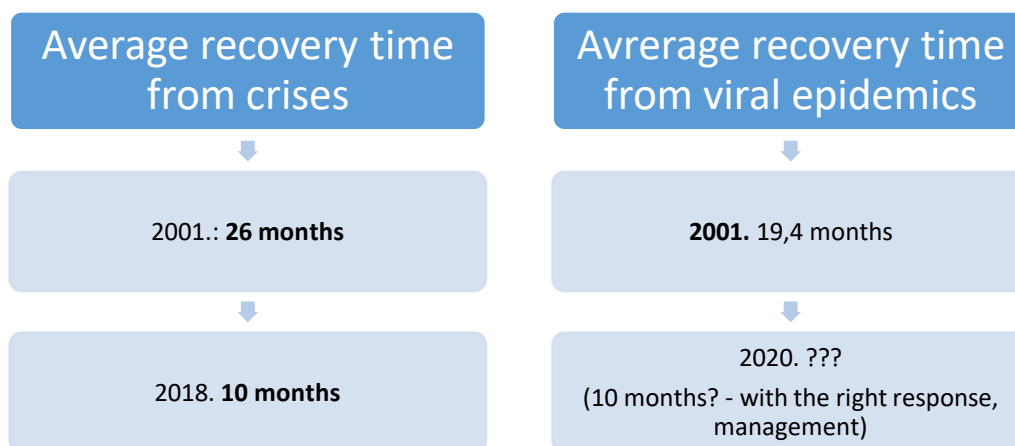 Average recovery time
from crises
2001.: 26 months
2018. 10 months
Avrerage recovery time
from viral epidemics
2001. 19,4 months
2020. ???
(10 months? - with the right response,
management)